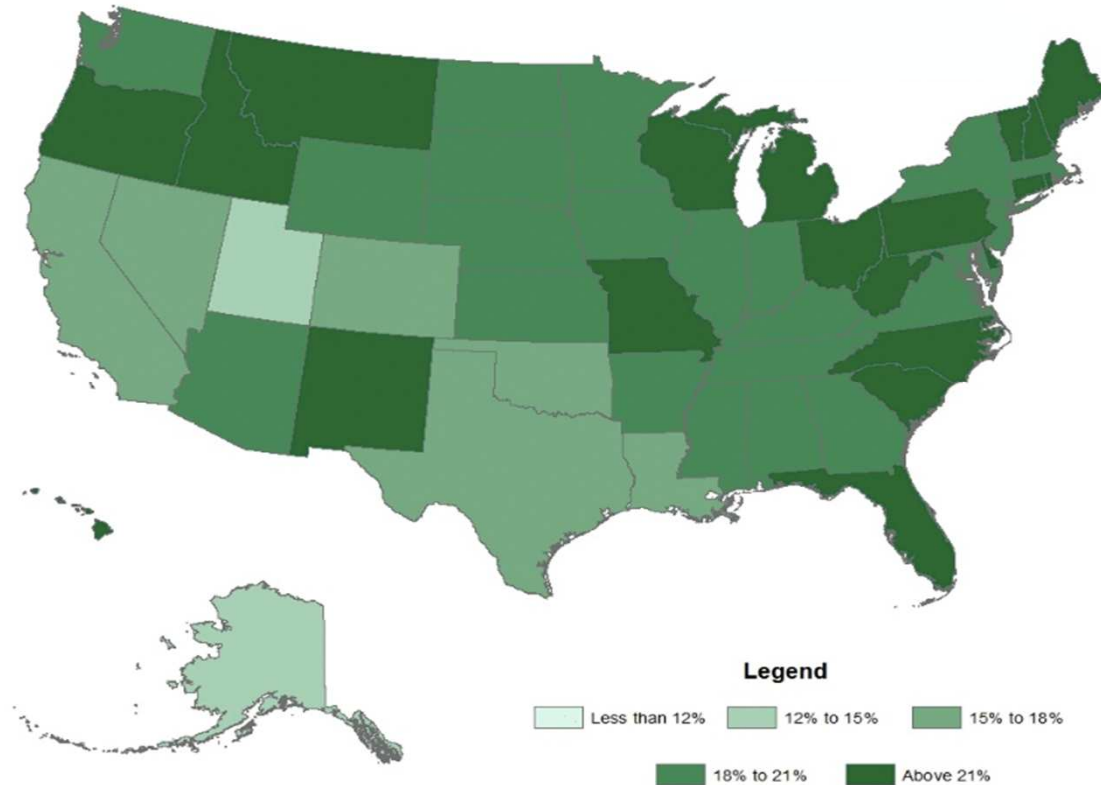 Legend
Less than 12% 12% to 15% 15% to 18%
18% to 21% Above 21%